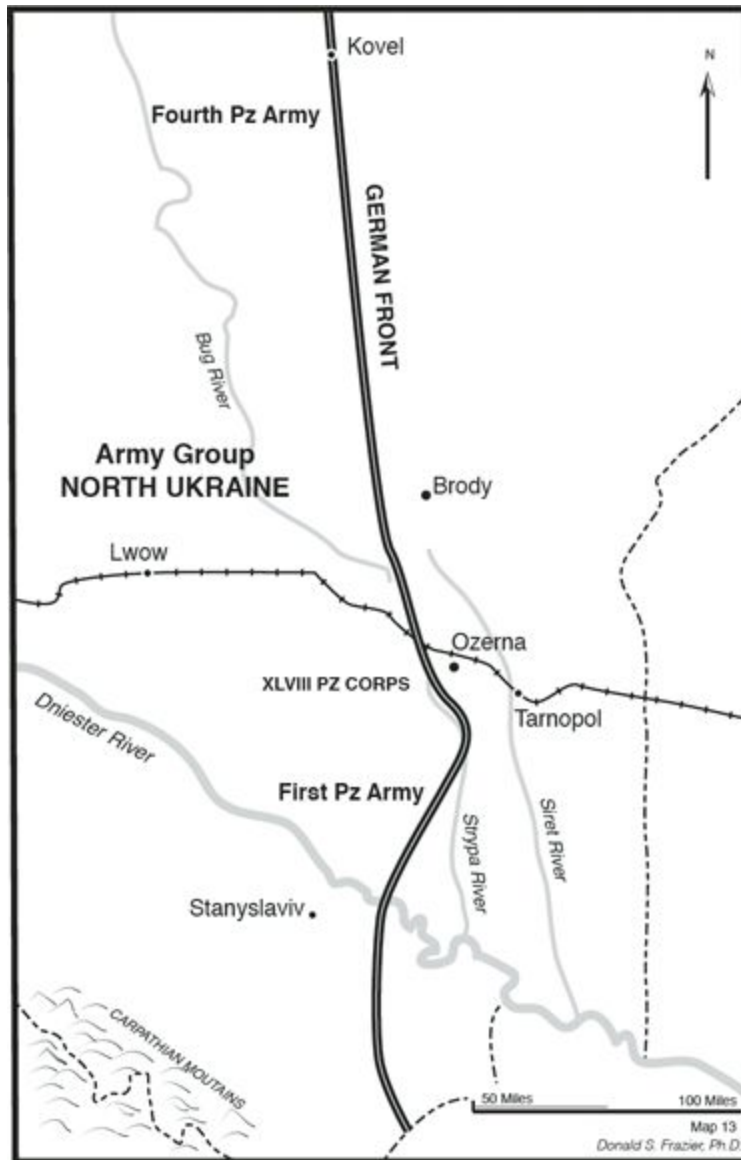 Kovel
N
Fourth Pz Army
GERMAN FRONT
Bug River
Army Group
NORTH UKRAINE
Brody
Lwow
Ozerna
XLVIII PZ CORPS
Tarnopol
Dniester River
First Pz Army
Strypa River
Siret River
Stanyslaviv
CARPATHIAN MOUTAINS
50 Miles
100 Miles
Map 13
Donald S. Frazier, Ph.D.